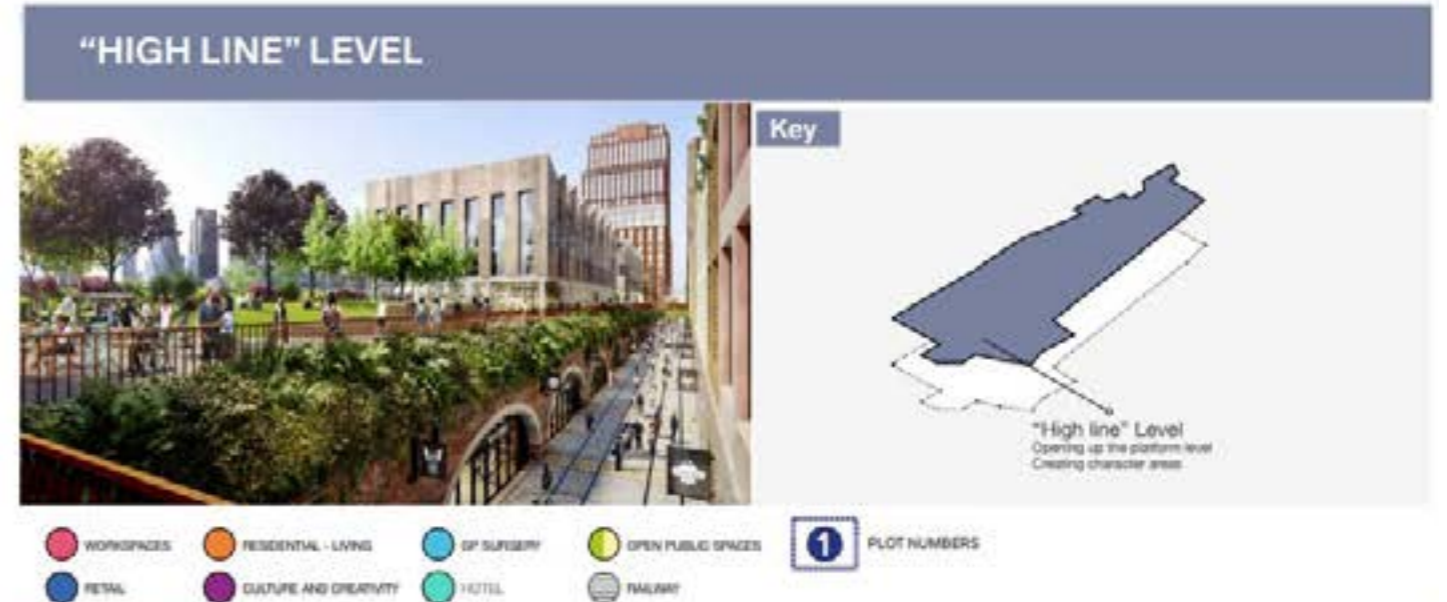 “HIGH LINE” LEVEL
Key
“High line” Level
Opening up the platform level
Creating character areas
WORKSPACES
RESIDENTIAL - LIVING
GP SURGERY
OPEN PUBLIC SPACES
1
PLOT NUMBERS
RETAIL
CULTURE AND CREATIVITY
HOTEL
RAILWAY